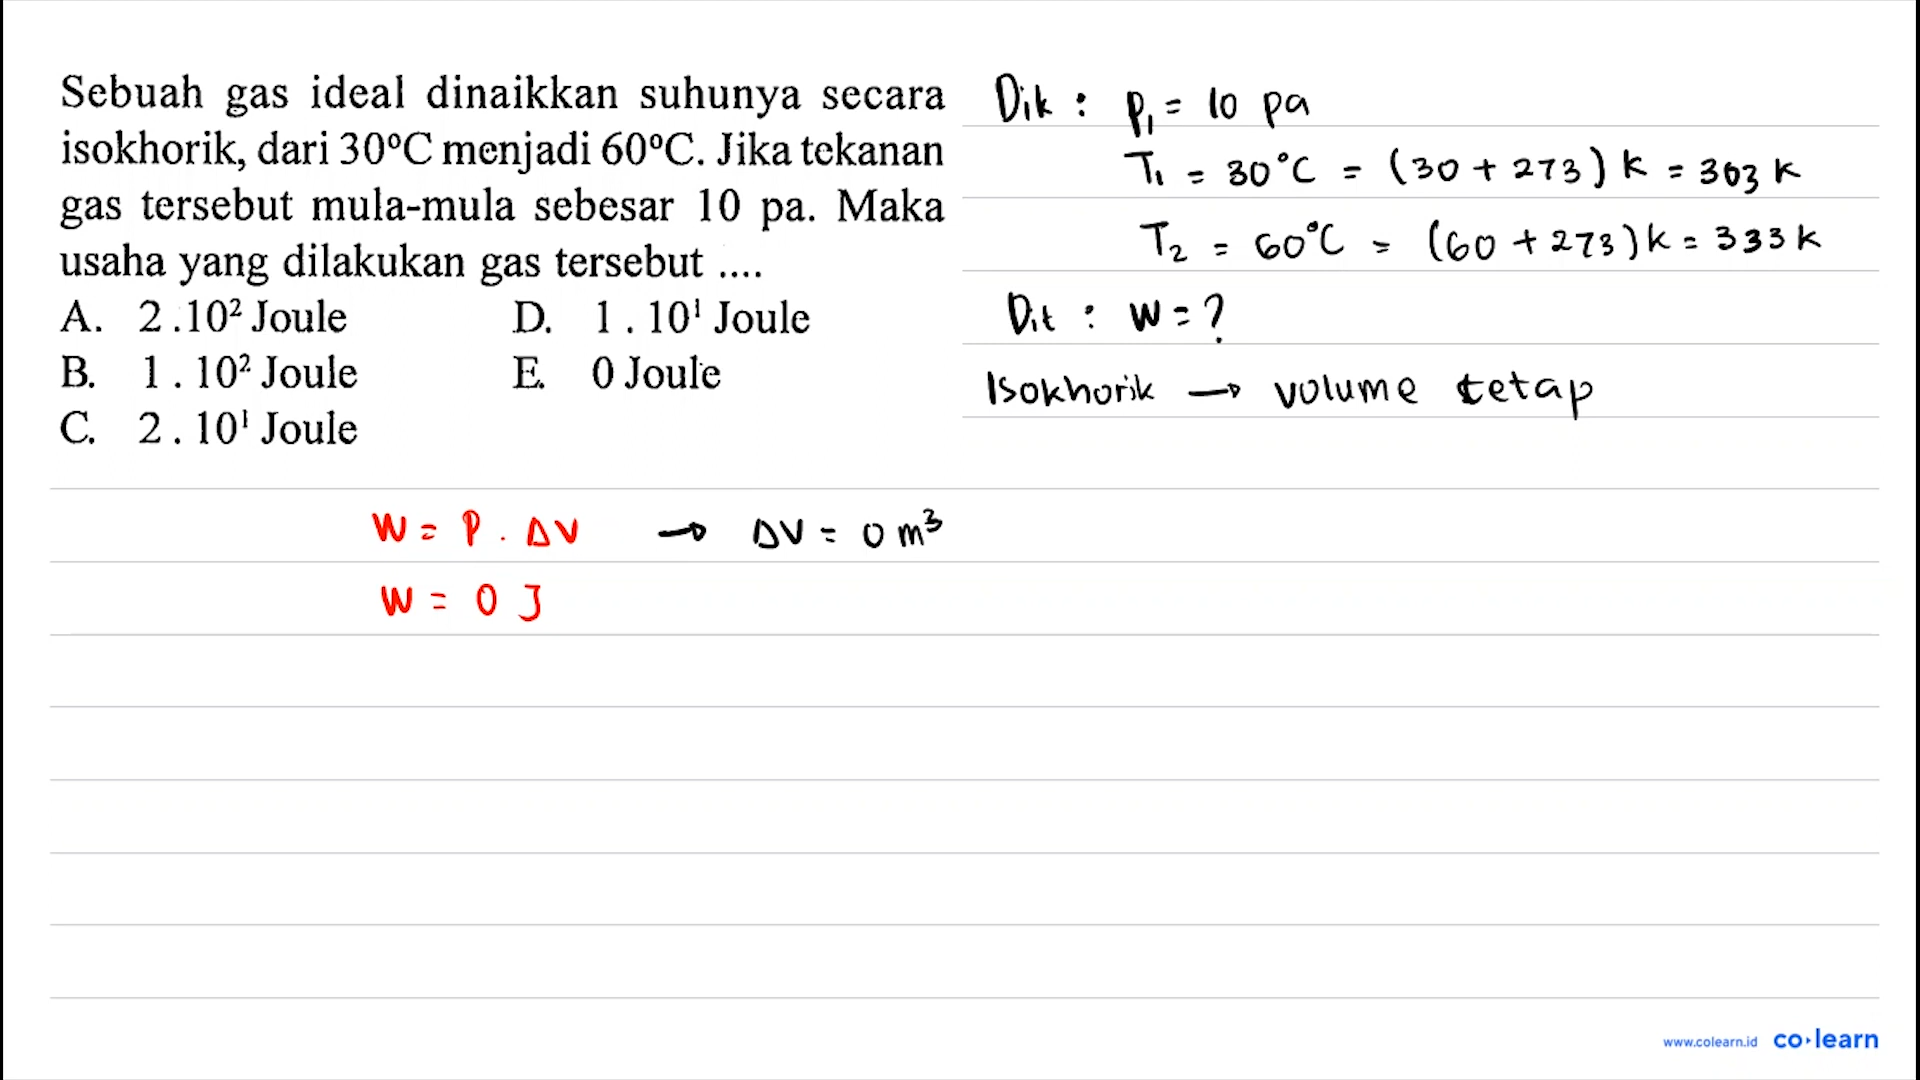 Sebuah gas ideal dinaikkan suhunya secara
isokhorik, dari 30°C menjadi 60°C. Jika tekanan
gas tersebut mula-mula sebesar 10 pa. Maka
usaha yang dilakukan gas tersebut ....
A. 2 . 10² Joule D. 1 . 10¹ Joule
B. 1 . 10² Joule E. 0 Joule
C. 2 . 10¹ Joule
Dik : P₁ = 10 pa
T₁ = 30°C = (30 + 273) K = 303 K
T₂ = 60°C = (60 + 273) K = 333 K
Dit : W = ?
Isokhorik → volume tetap
W = P . ΔV → ΔV = 0 m³
W = 0 J
www.colearn.id co·learn